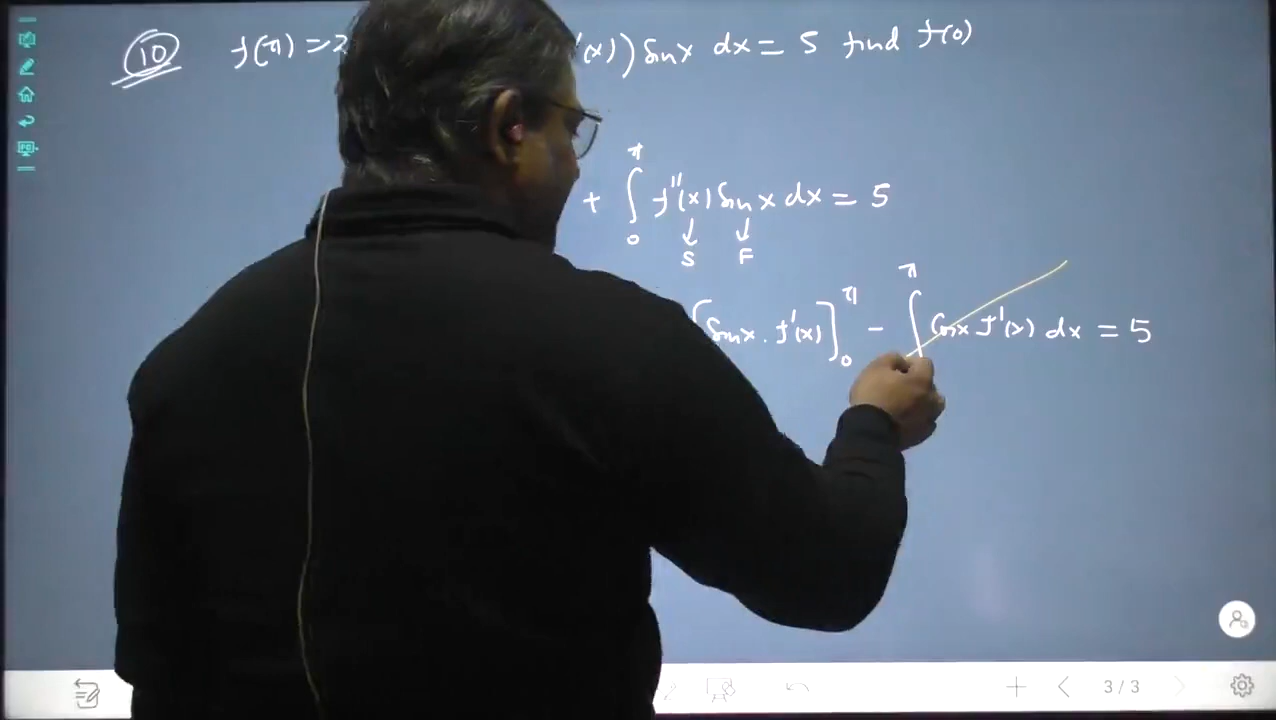 10 f(π) = 2 '(x)) sin x dx = 5 find f(0)
+ ∫₀^π f''(x) sin x dx = 5
↓ ↓
S F
[sin x . f'(x)]₀^π - ∫^π cos x f'(x) dx = 5
3/3